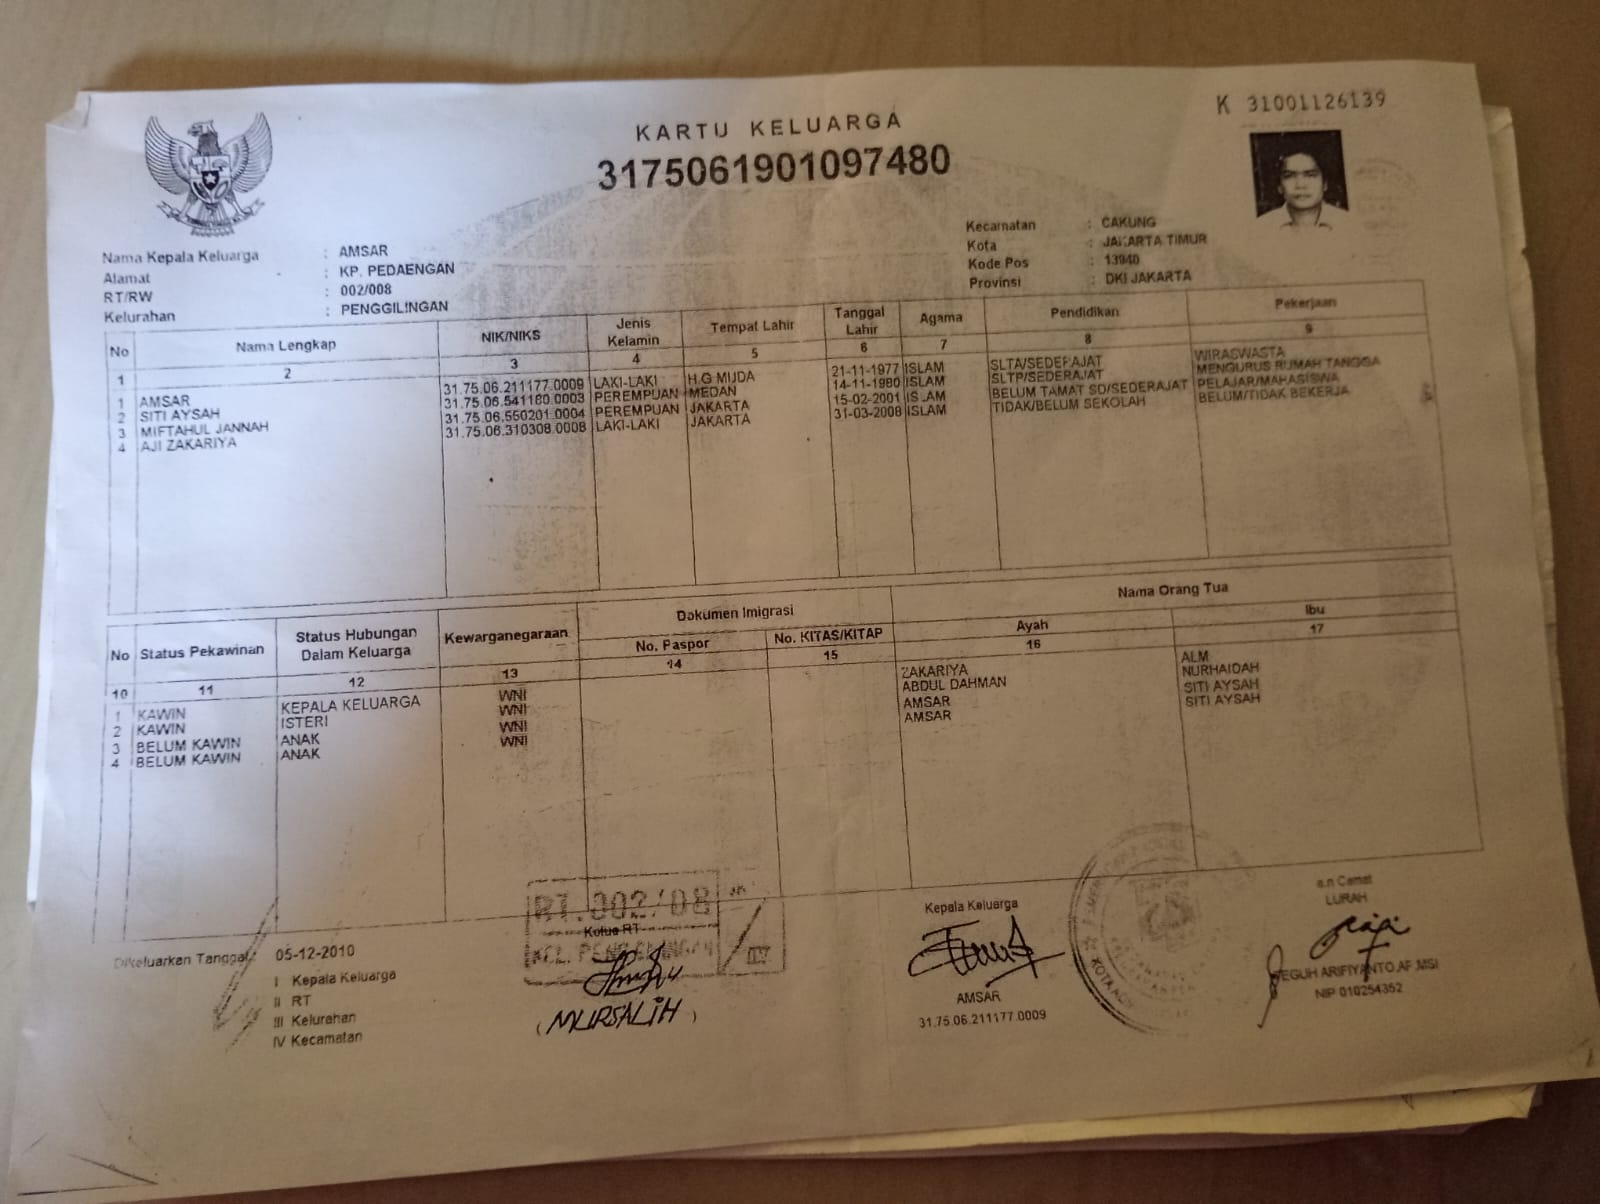 K 31001126139
KARTU KELUARGA
3175061901097480
Nama Kepala Keluarga : AMSAR
Alamat : KP. PEDAENGAN
RT/RW : 002/008
Kelurahan : PENGGILINGAN
Kecamatan : CAKUNG
Kota : JAKARTA TIMUR
Kode Pos : 13940
Provinsi : DKI JAKARTA
No Nama Lengkap NIK/NIKS Jenis Kelamin Tempat Lahir Tanggal Lahir Agama Pendidikan Pekerjaan
1 2 3 4 5 6 7 8 9
1 AMSAR 31.75.06.211177.0009 LAKI-LAKI H.G MUDA 21-11-1977 ISLAM SLTA/SEDERAJAT WIRASWASTA
2 SITI AYSAH 31.75.06.541180.0003 PEREMPUAN MEDAN 14-11-1980 ISLAM SLTP/SEDERAJAT MENGURUS RUMAH TANGGA
3 MIFTAHUL JANNAH 31.75.06.550201.0004 PEREMPUAN JAKARTA 15-02-2001 ISLAM BELUM TAMAT SD/SEDERAJAT PELAJAR/MAHASISWA
4 AJI ZAKARIYA 31.75.06.310308.0008 LAKI-LAKI JAKARTA 31-03-2008 ISLAM TIDAK/BELUM SEKOLAH BELUM/TIDAK BEKERJA
Dokumen Imigrasi Nama Orang Tua
No Status Pekawinan Status Hubungan Dalam Keluarga Kewarganegaraan No. Paspor No. KITAS/KITAP Ayah Ibu
10 11 12 13 14 15 16 17
1 KAWIN KEPALA KELUARGA WNI ZAKARIYA ALM
2 KAWIN ISTERI WNI ABDUL DAHMAN NURHAIDAH
3 BELUM KAWIN ANAK WNI AMSAR SITI AYSAH
4 BELUM KAWIN ANAK WNI AMSAR SITI AYSAH
Dikeluarkan Tanggal : 05-12-2010
I Kepala Keluarga
II RT
III Kelurahan
IV Kecamatan
RT.002/08
Ketua RT
KEL. PENGGILINGAN
( MURSALIH )
Kepala Keluarga
AMSAR
31.75.06.211177.0009
a.n Camat
LURAH
TEGUH ARIFIYANTO,AF,MSI
NIP 010254352